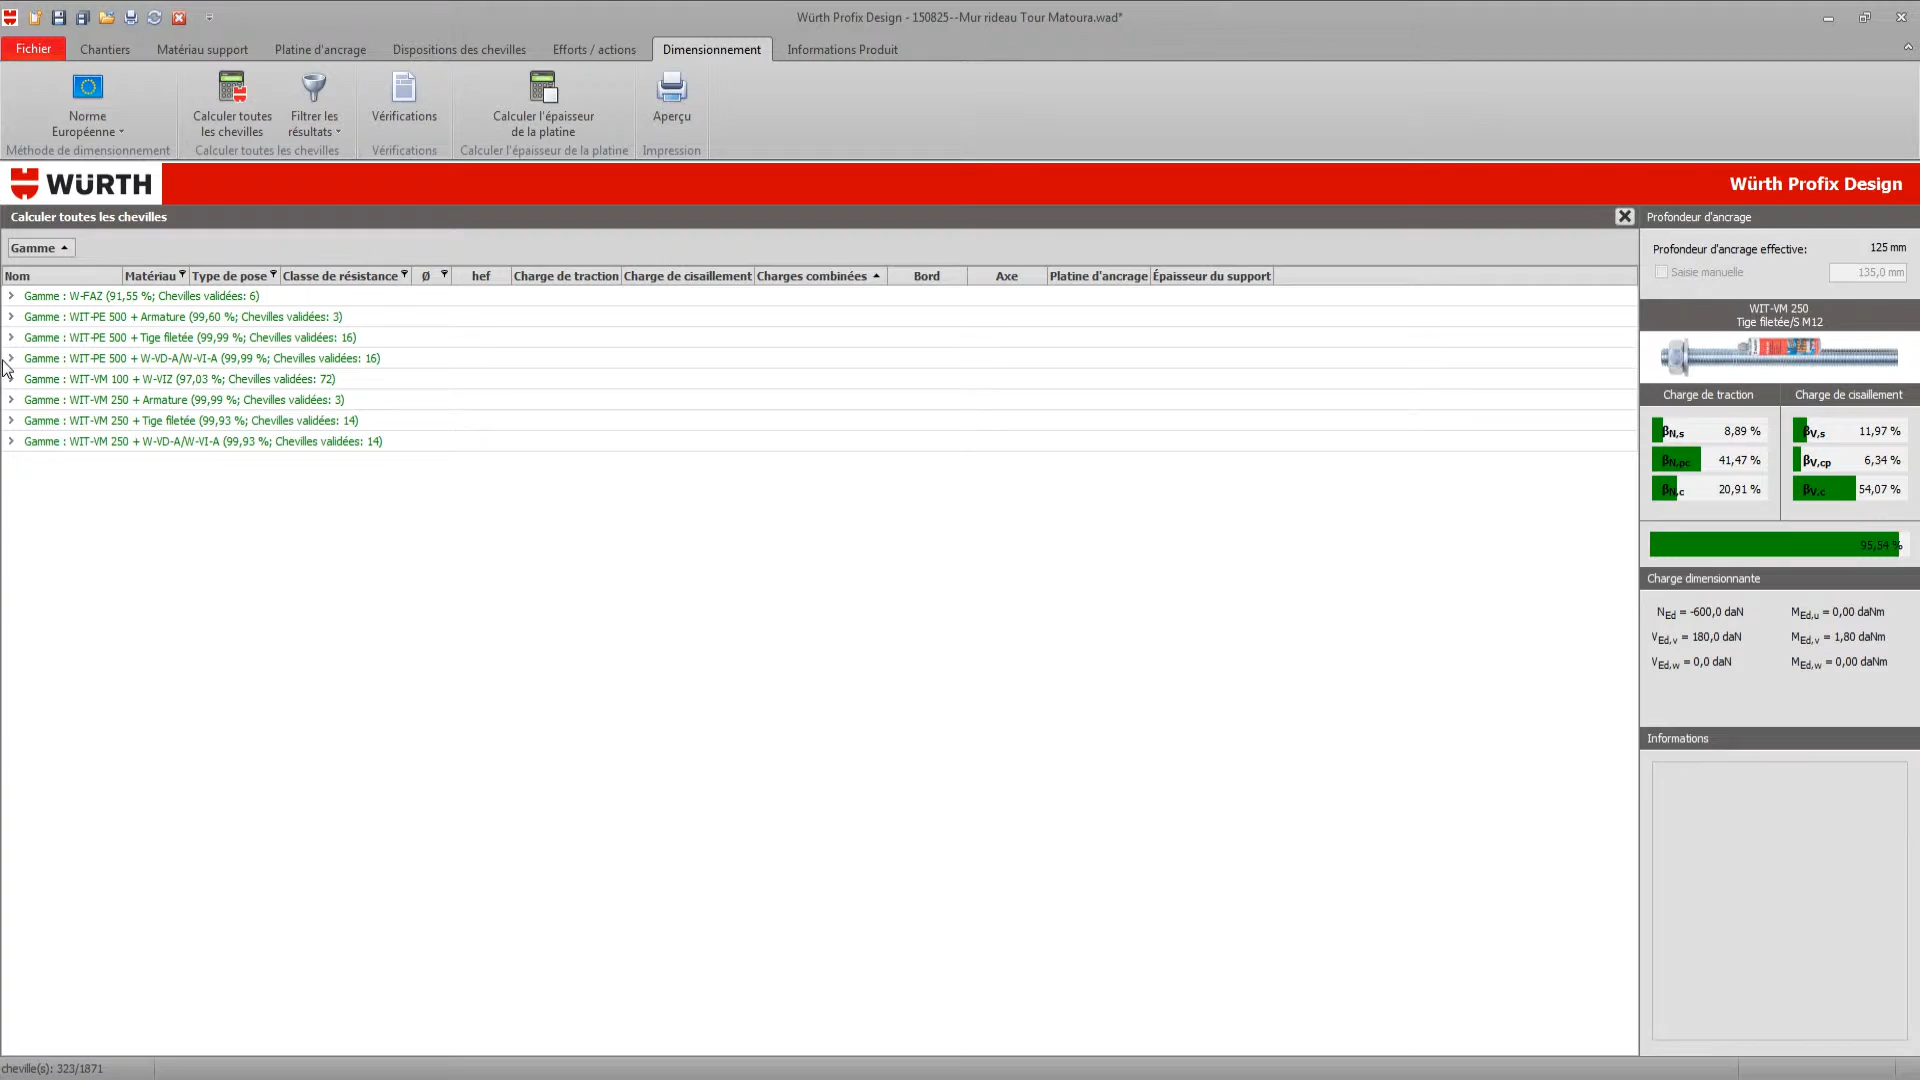 Würth Profix Design - 150825--Mur rideau Tour Matoura.wad*
Fichier Chantiers Matériau support Platine d'ancrage Dispositions des chevilles Efforts / actions Dimensionnement Informations Produit
Norme Européenne
Calculer toutes les chevilles
Filtrer les résultats
Vérifications
Calculer l'épaisseur de la platine
Aperçu
Méthode de dimensionnement Calculer toutes les chevilles Vérifications Calculer l'épaisseur de la platine Impression
WÜRTH
Würth Profix Design
Calculer toutes les chevilles
Gamme
Nom Matériau Type de pose Classe de résistance Ø hef Charge de traction Charge de cisaillement Charges combinées Bord Axe Platine d'ancrage Épaisseur du support
Gamme : W-FAZ (91,55 %; Chevilles validées: 6)
Gamme : WIT-PE 500 + Armature (99,60 %; Chevilles validées: 3)
Gamme : WIT-PE 500 + Tige filetée (99,99 %; Chevilles validées: 16)
Gamme : WIT-PE 500 + W-VD-A/W-VI-A (99,99 %; Chevilles validées: 16)
Gamme : WIT-VM 100 + W-VIZ (97,03 %; Chevilles validées: 72)
Gamme : WIT-VM 250 + Armature (99,99 %; Chevilles validées: 3)
Gamme : WIT-VM 250 + Tige filetée (99,93 %; Chevilles validées: 14)
Gamme : WIT-VM 250 + W-VD-A/W-VI-A (99,93 %; Chevilles validées: 14)
Profondeur d'ancrage
Profondeur d'ancrage effective: 125 mm
Saisie manuelle 135,0 mm
WIT-VM 250
Tige filetée/S M12
Charge de traction Charge de cisaillement
βN,s 8,89 % βV,s 11,97 %
βN,pc 41,47 % βV,cp 6,34 %
βN,c 20,91 % βV,c 54,07 %
95,54 %
Charge dimensionnante
NEd = -600,0 daN MEd,u = 0,00 daNm
VEd,v = 180,0 daN MEd,v = 1,80 daNm
VEd,w = 0,0 daN MEd,w = 0,00 daNm
Informations
cheville(s): 323/1871